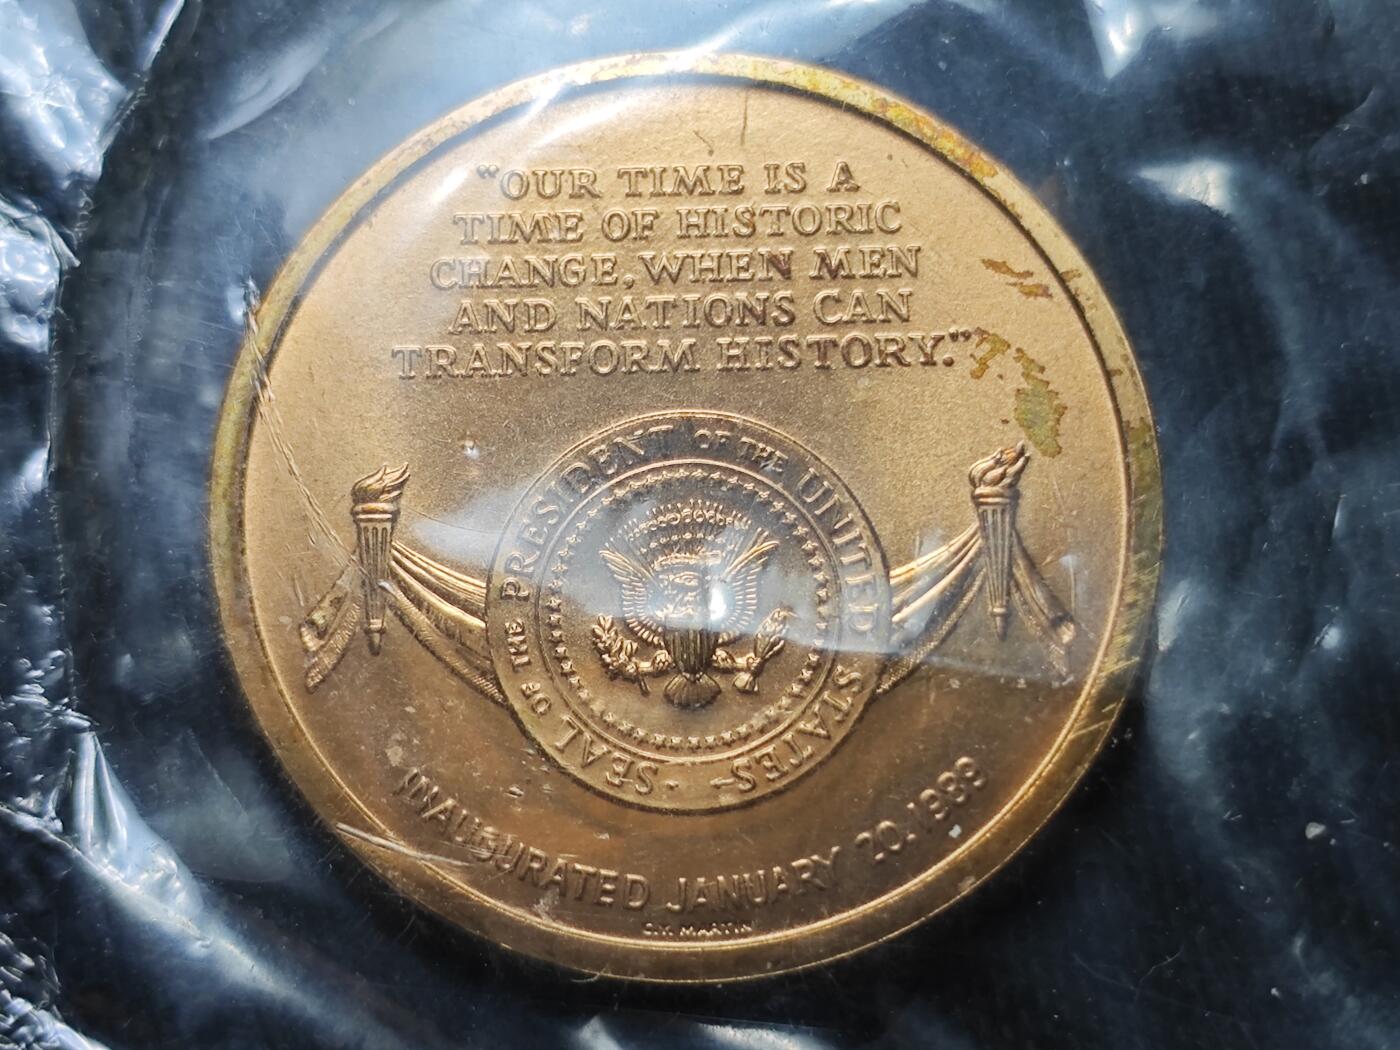 "OUR TIME IS A
TIME OF HISTORIC
CHANGE, WHEN MEN
AND NATIONS CAN
TRANSFORM HISTORY."
SEAL OF THE PRESIDENT OF THE UNITED STATES
INAUGURATED JANUARY 20, 1989
C.Y. MARTIN